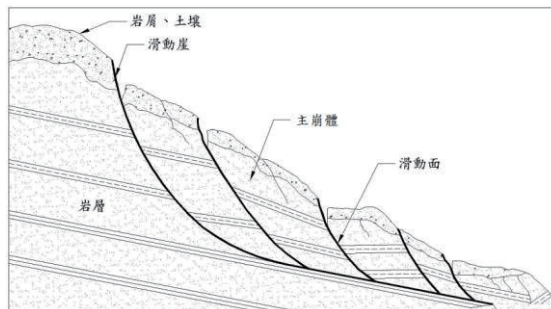 岩屑、土壤
滑動崖
主崩體
滑動面
岩層